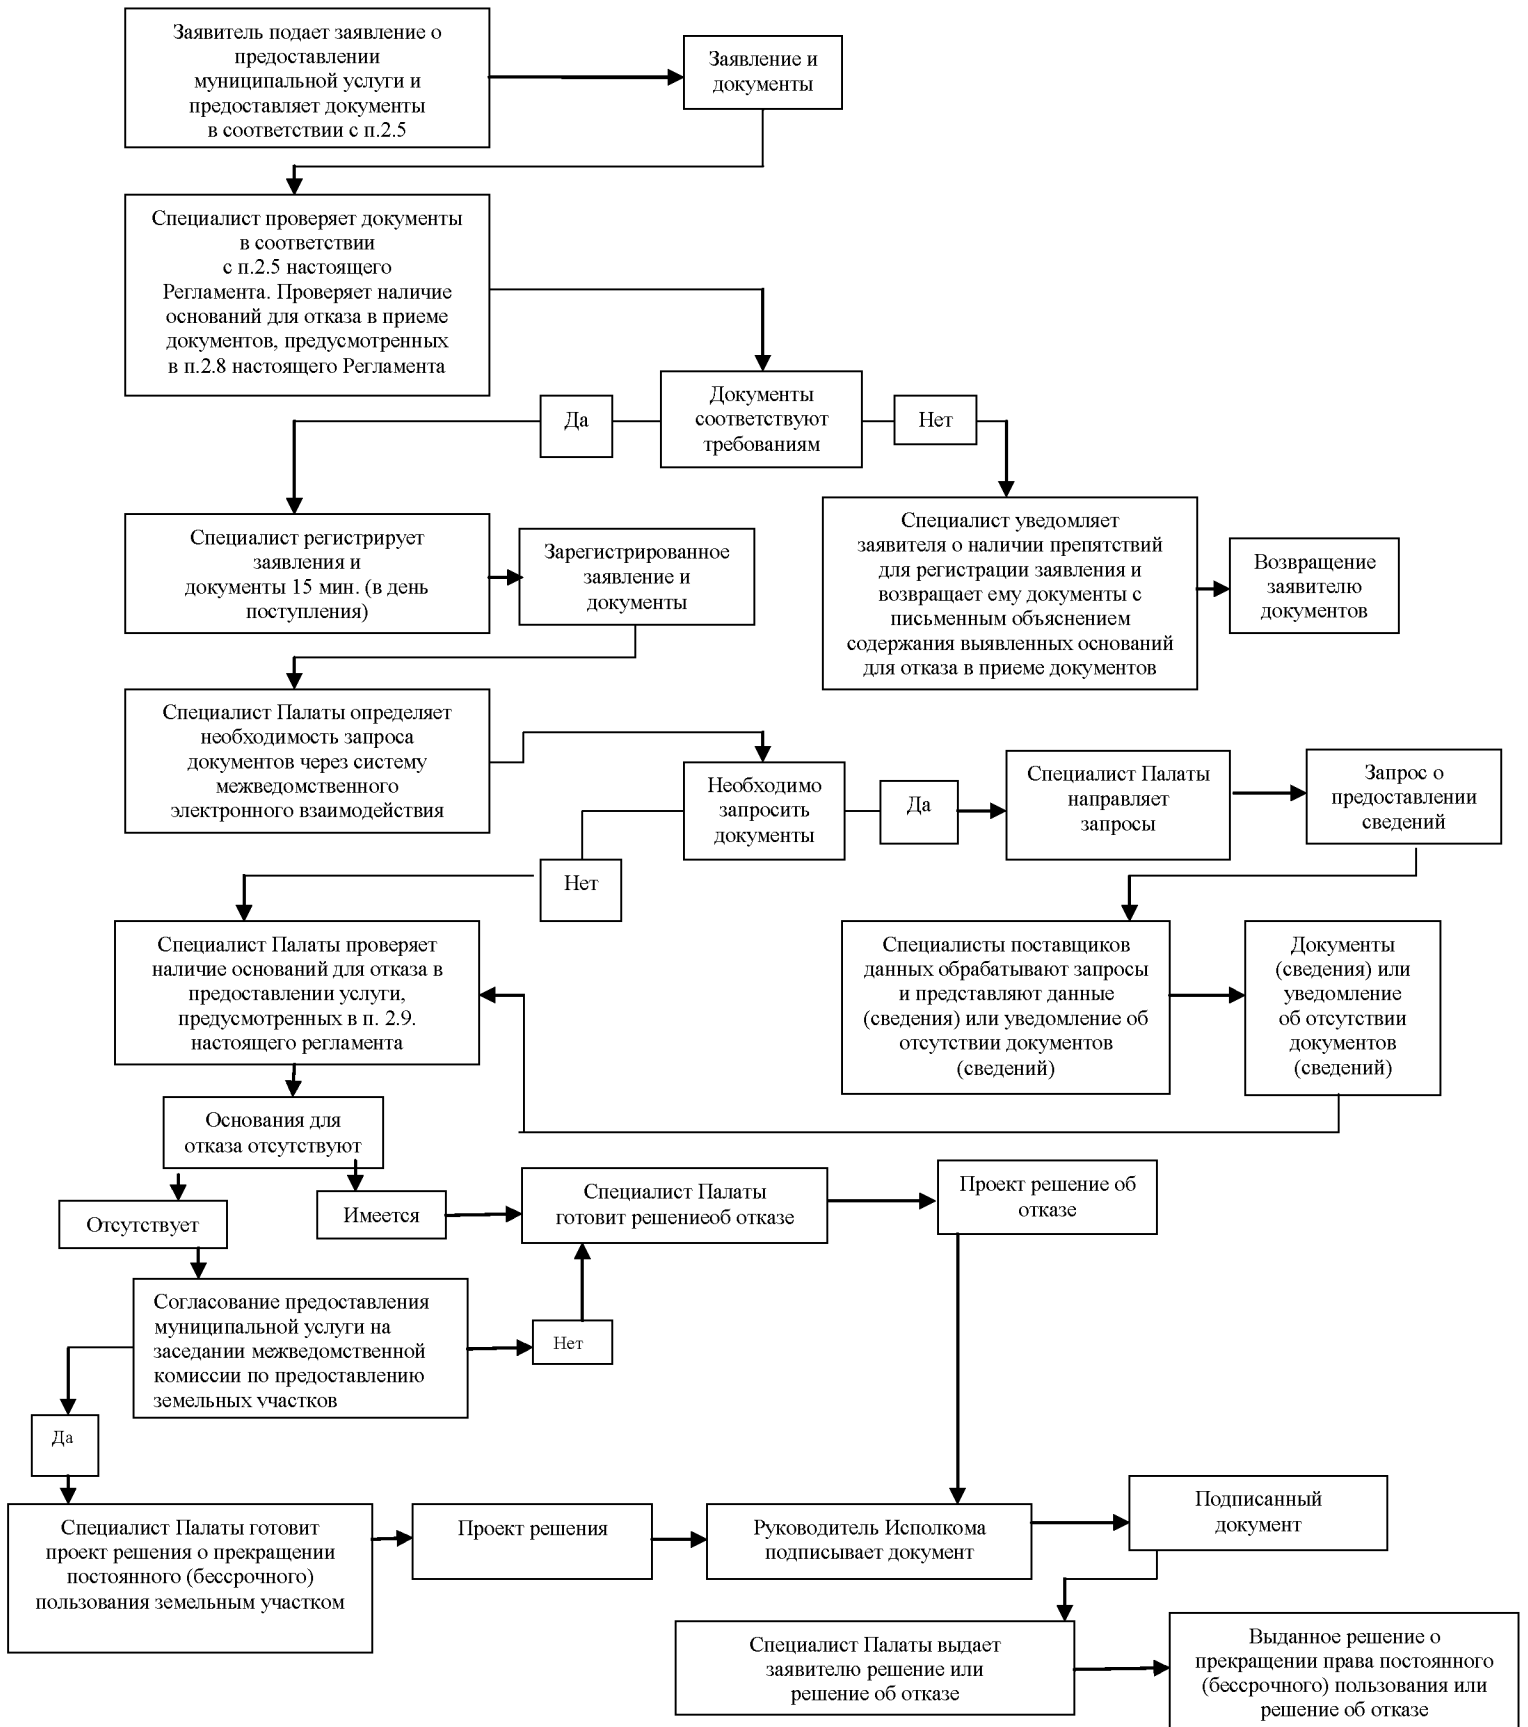 Заявитель подает заявление о
предоставлении
муниципальной услуги и
предоставляет документы
в соответствии с п.2.5
Заявление и
документы
Специалист проверяет документы
в соответствии
с п.2.5 настоящего
Регламента. Проверяет наличие
оснований для отказа в приеме
документов, предусмотренных
в п.2.8 настоящего Регламента
Документы
соответствуют
требованиям
Да
Нет
Специалист регистрирует
заявления и
документы 15 мин. (в день
поступления)
Зарегистрированное
заявление и
документы
Специалист уведомляет
заявителя о наличии препятствий
для регистрации заявления и
возвращает ему документы с
письменным объяснением
содержания выявленных оснований
для отказа в приеме документов
Возвращение
заявителю
документов
Специалист Палаты определяет
необходимость запроса
документов через систему
межведомственного
электронного взаимодействия
Необходимо
запросить
документы
Да
Специалист Палаты
направляет
запросы
Запрос о
предоставлении
сведений
Нет
Специалист Палаты проверяет
наличие оснований для отказа в
предоставлении услуги,
предусмотренных в п. 2.9.
настоящего регламента
Специалисты поставщиков
данных обрабатывают запросы
и представляют данные
(сведения) или уведомление об
отсутствии документов
(сведений)
Документы
(сведения) или
уведомление
об отсутствии
документов
(сведений)
Основания для
отказа отсутствуют
Отсутствует
Имеется
Специалист Палаты
готовит решениеоб отказе
Проект решение об
отказе
Согласование предоставления
муниципальной услуги на
заседании межведомственной
комиссии по предоставлению
земельных участков
Нет
Да
Специалист Палаты готовит
проект решения о прекращении
постоянного (бессрочного)
пользования земельным участком
Проект решения
Руководитель Исполкома
подписывает документ
Подписанный
документ
Специалист Палаты выдает
заявителю решение или
решение об отказе
Выданное решение о
прекращении права постоянного
(бессрочного) пользования или
решение об отказе